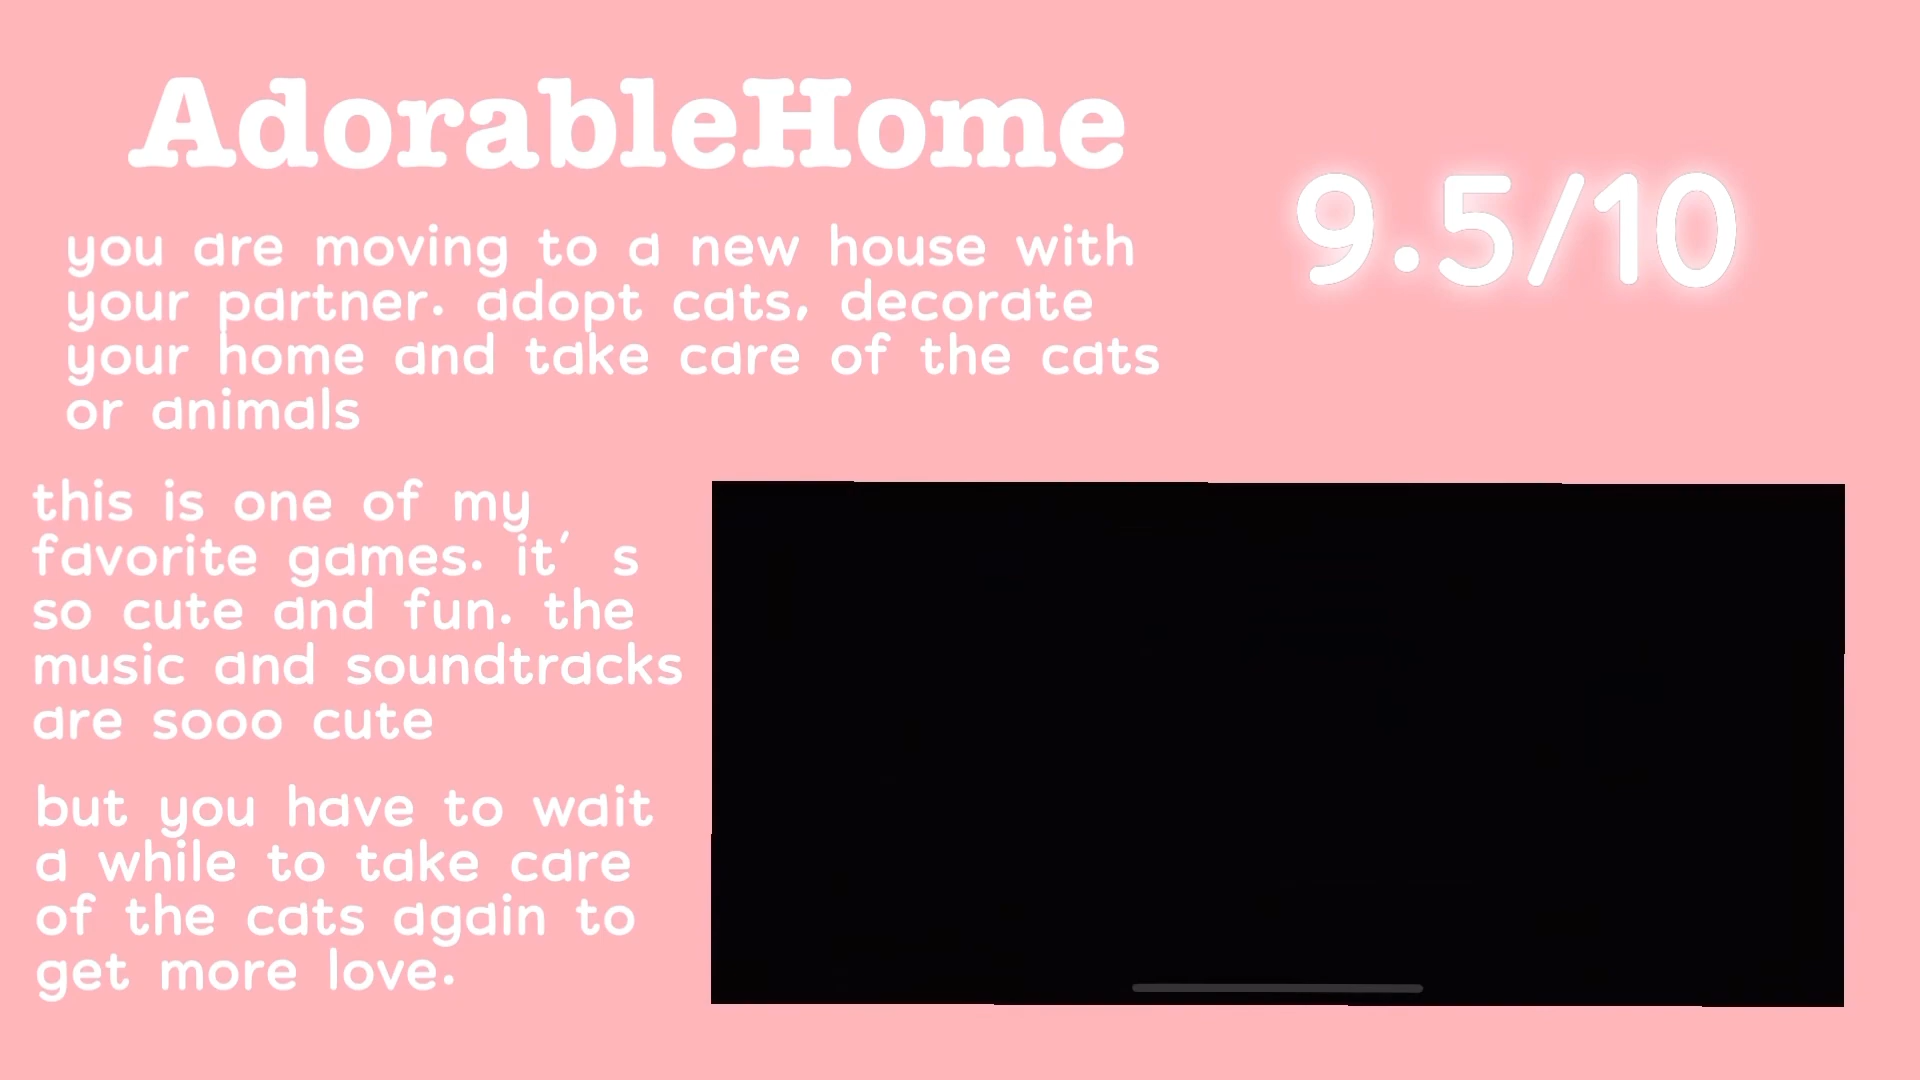 AdorableHome
9.5/10
you are moving to a new house with
your partner. adopt cats, decorate
your home and take care of the cats
or animals
this is one of my
favorite games. it's
so cute and fun. the
music and soundtracks
are sooo cute
but you have to wait
a while to take care
of the cats again to
get more love.